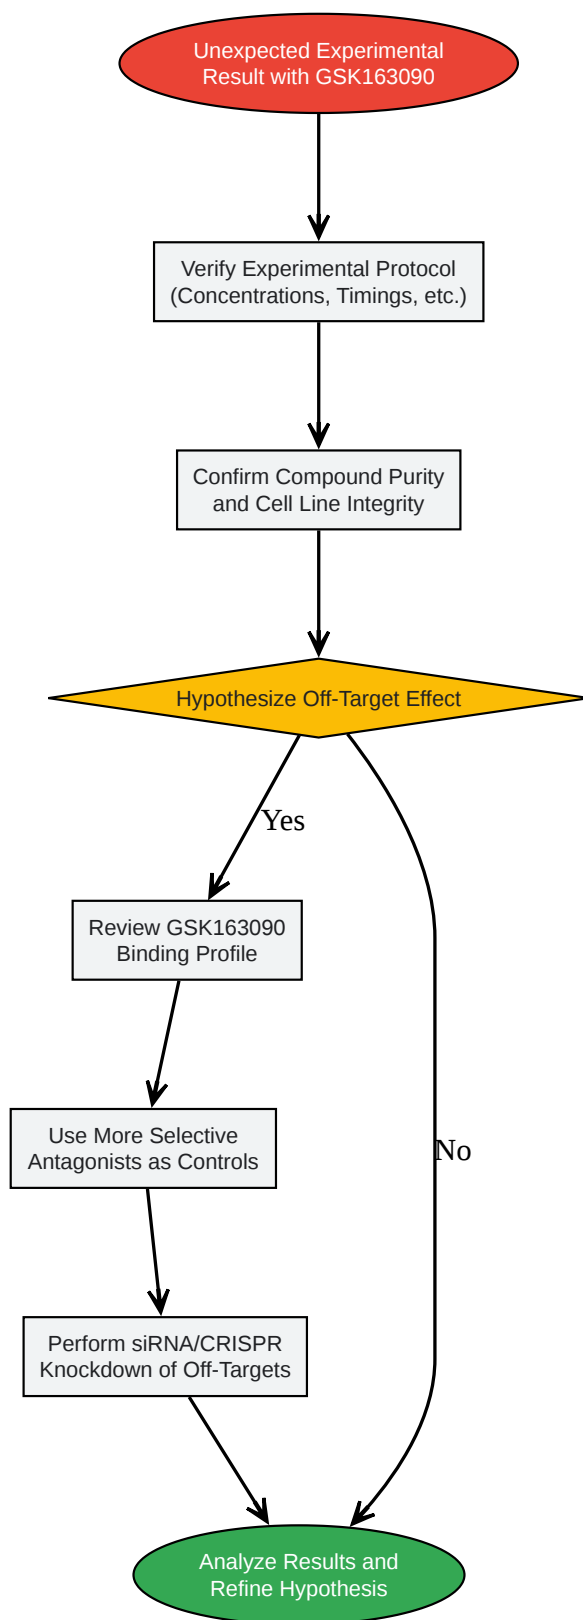 Unexpected Experimental
Result with GSK163090
Verify Experimental Protocol
(Concentrations, Timings, etc.)
Confirm Compound Purity
and Cell Line Integrity
Hypothesize Off-Target Effect
Yes
Review GSK163090
Binding Profile
Use More Selective
Antagonists as Controls
No
Perform siRNA/CRISPR
Knockdown of Off-Targets
Analyze Results and
Refine Hypothesis